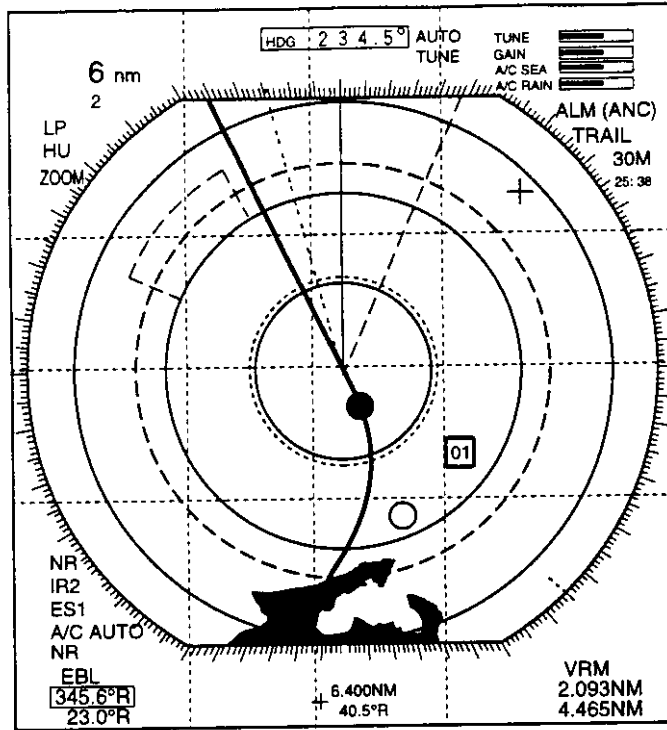 HDG 234.5°
AUTO
TUNE
TUNE
GAIN
A/C SEA
A/C RAIN
6 nm
2
LP
HU
ZOOM
ALM (ANC)
TRAIL
30M
25:38
01
NR
IR2
ES1
A/C AUTO
NR
EBL
345.6°R
23.0°R
6.400NM
40.5°R
VRM
2.093NM
4.465NM